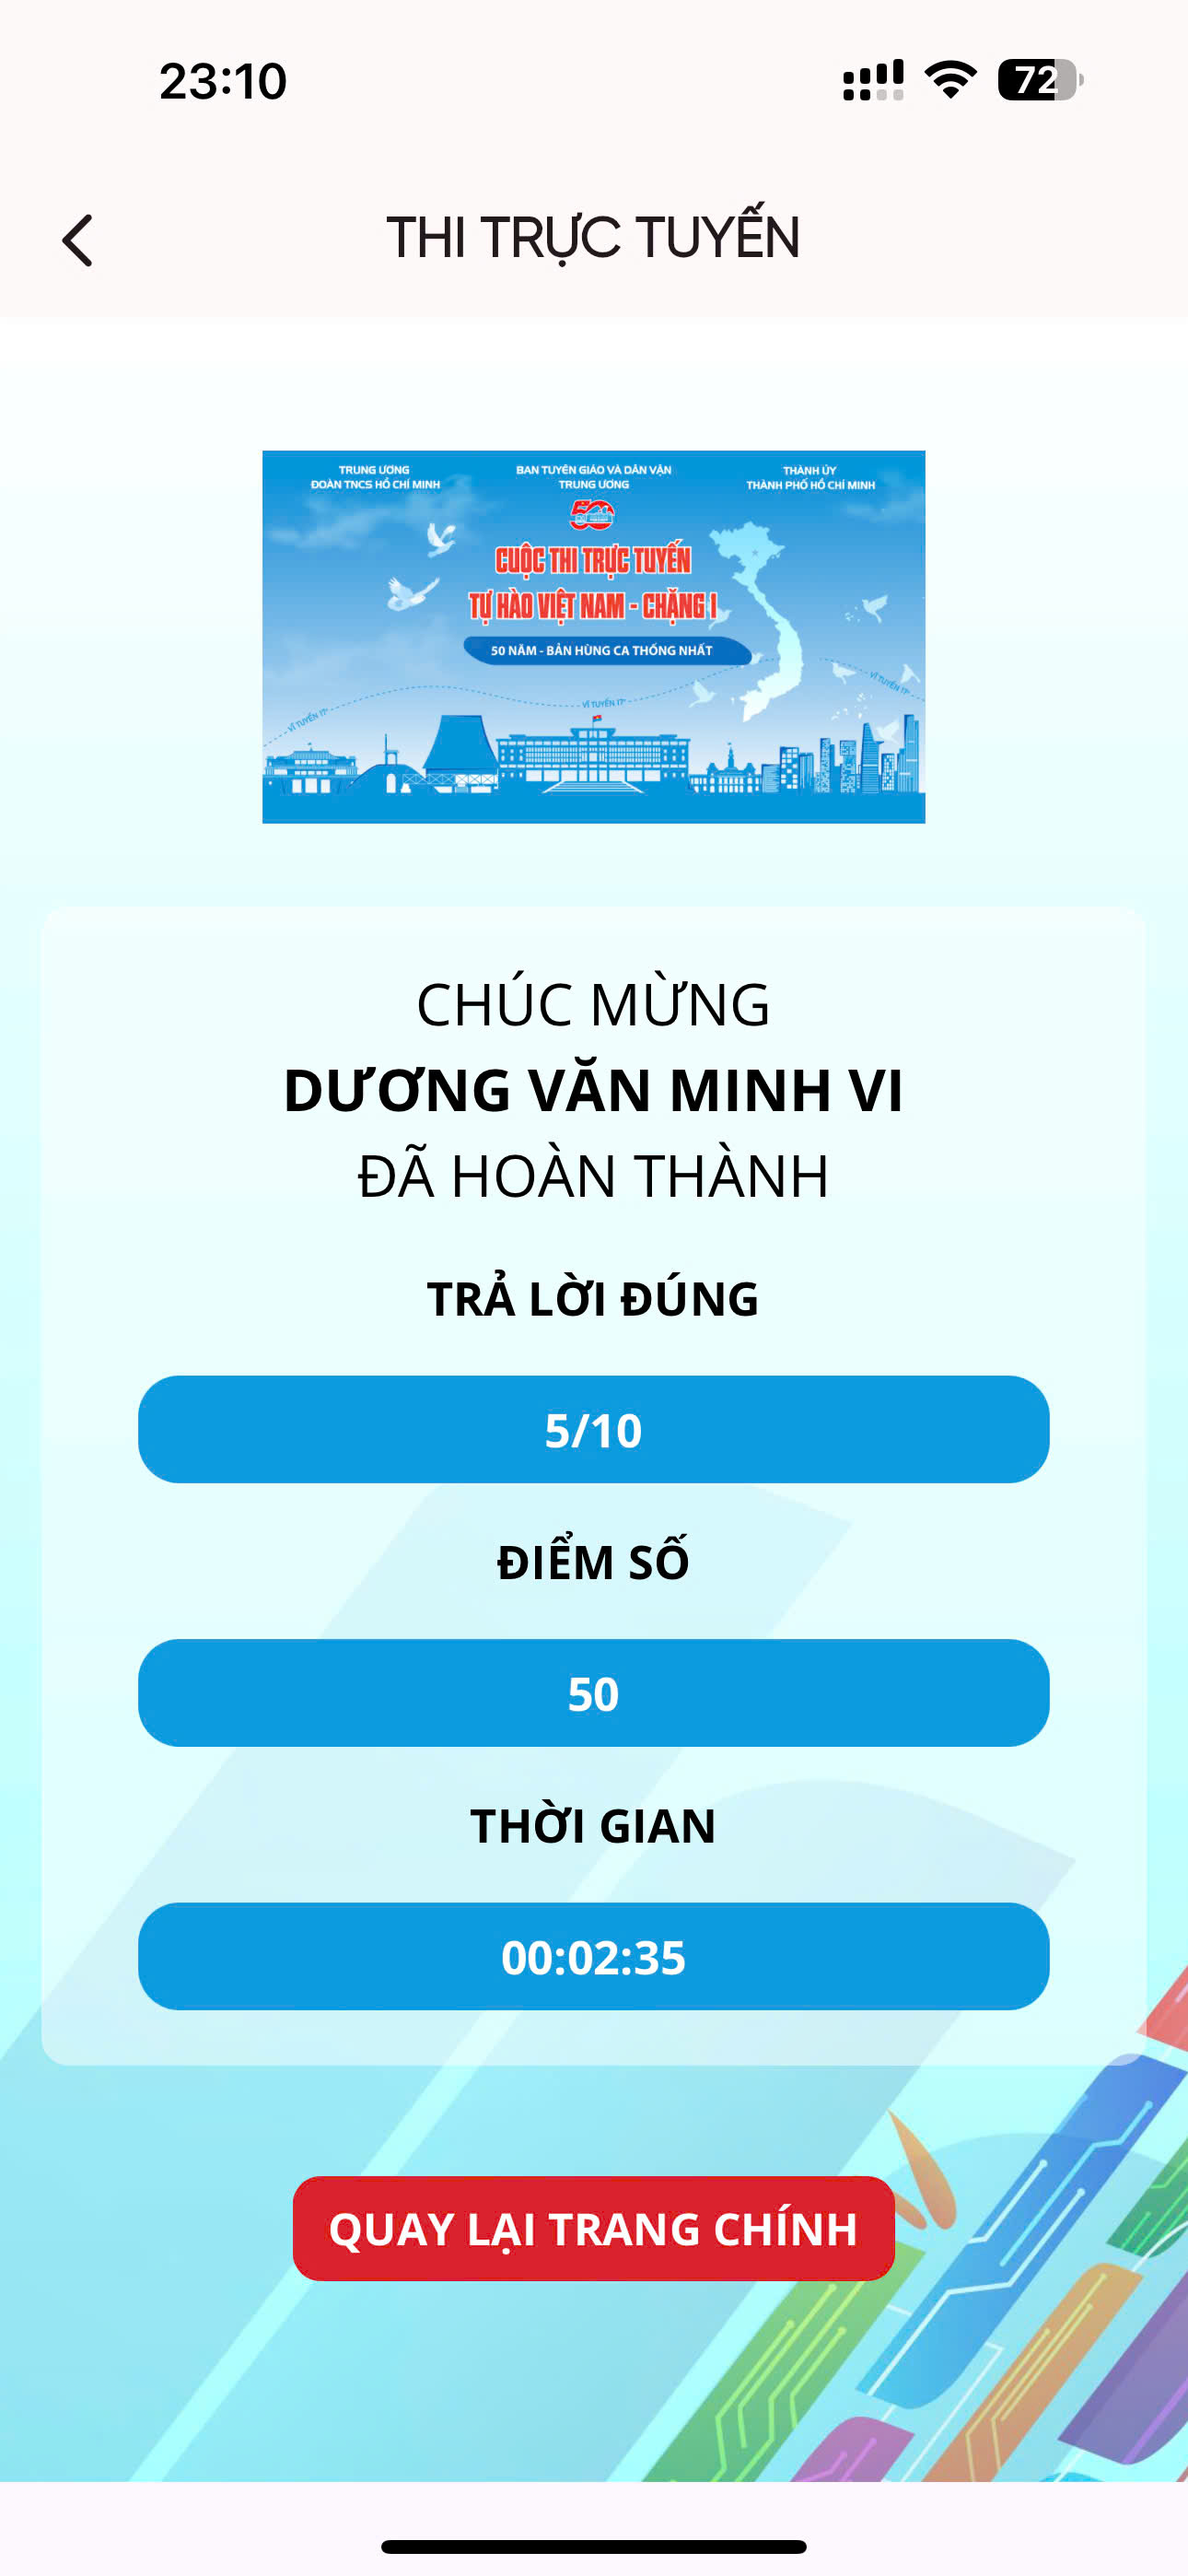 23:10
72
THI TRỰC TUYẾN
TRUNG ƯƠNG
ĐOÀN TNCS HỒ CHÍ MINH
BAN TUYÊN GIÁO VÀ DÂN VẬN
TRUNG ƯƠNG
THÀNH ỦY
THÀNH PHỐ HỒ CHÍ MINH
50
CUỘC THI TRỰC TUYẾN
TỰ HÀO VIỆT NAM - CHẶNG I
50 NĂM - BẢN HÙNG CA THỐNG NHẤT
VĨ TUYẾN 17°
VĨ TUYẾN 17°
VĨ TUYẾN 17°
CHÚC MỪNG
DƯƠNG VĂN MINH VI
ĐÃ HOÀN THÀNH
TRẢ LỜI ĐÚNG
5/10
ĐIỂM SỐ
50
THỜI GIAN
00:02:35
QUAY LẠI TRANG CHÍNH